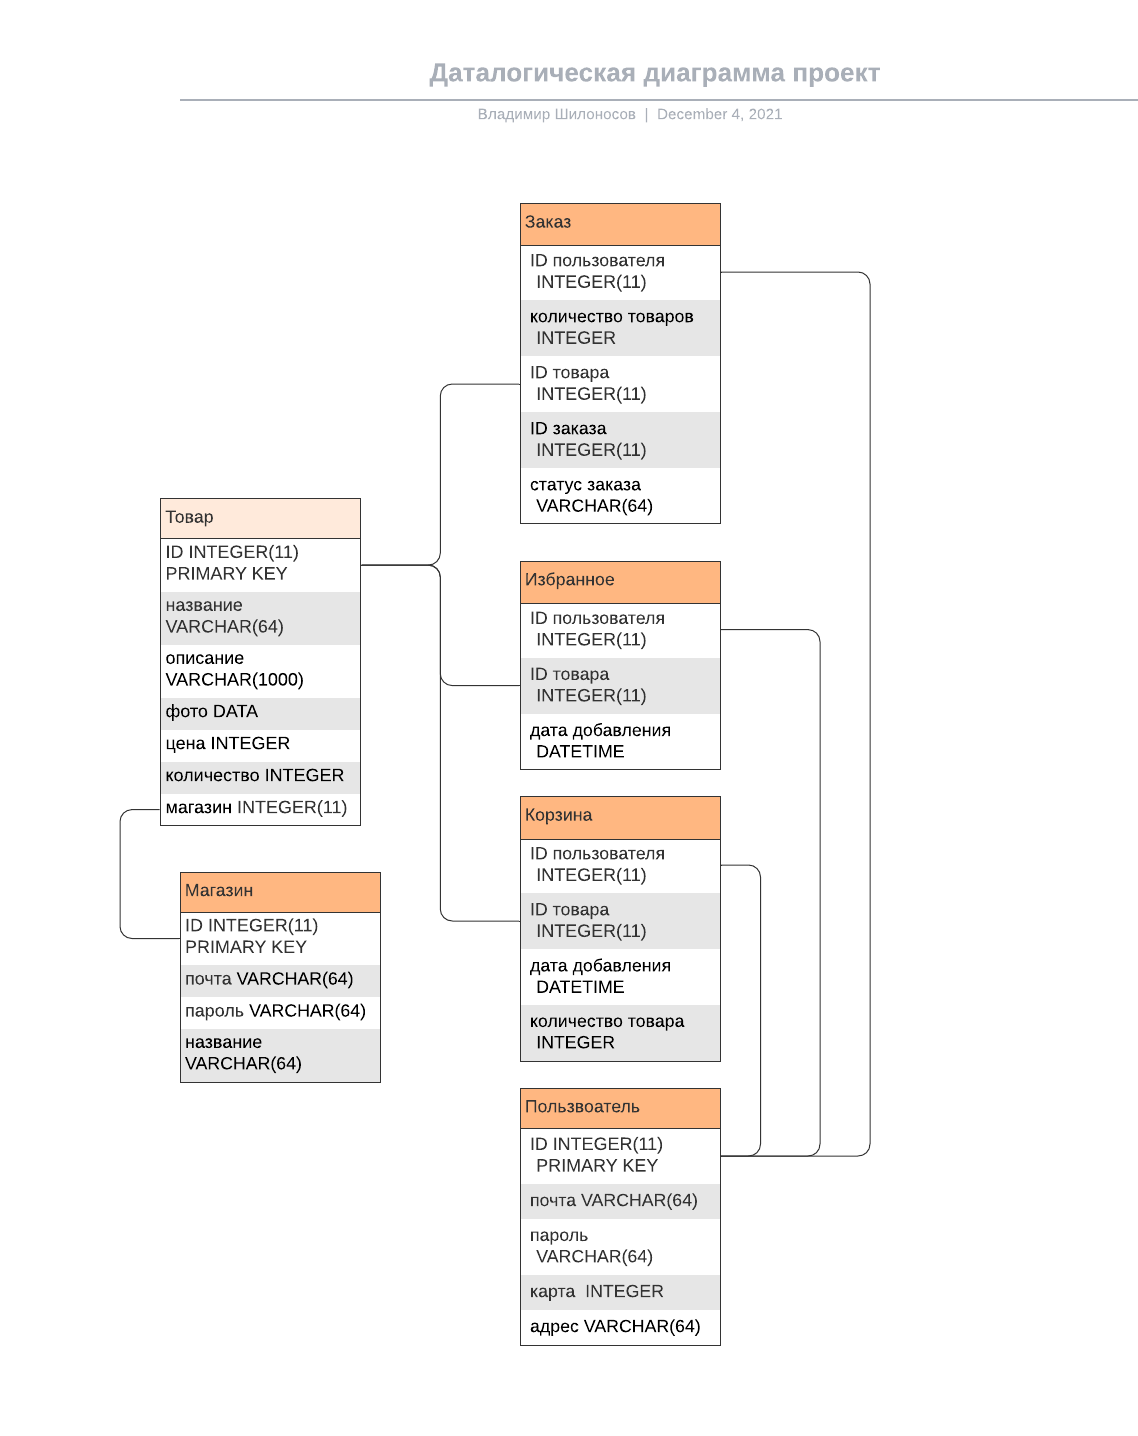 Даталогическая диаграмма проект
Владимир Шилоносов | December 4, 2021
Заказ
ID пользователя
INTEGER(11)
количество товаров
INTEGER
ID товара
INTEGER(11)
ID заказа
INTEGER(11)
статус заказа
VARCHAR(64)
Товар
ID INTEGER(11)
PRIMARY KEY
название
VARCHAR(64)
описание
VARCHAR(1000)
фото DATA
цена INTEGER
количество INTEGER
магазин INTEGER(11)
Избранное
ID пользователя
INTEGER(11)
ID товара
INTEGER(11)
дата добавления
DATETIME
Корзина
ID пользователя
INTEGER(11)
ID товара
INTEGER(11)
дата добавления
DATETIME
количество товара
INTEGER
Магазин
ID INTEGER(11)
PRIMARY KEY
почта VARCHAR(64)
пароль VARCHAR(64)
название
VARCHAR(64)
Пользвоатель
ID INTEGER(11)
PRIMARY KEY
почта VARCHAR(64)
пароль
VARCHAR(64)
карта INTEGER
адрес VARCHAR(64)